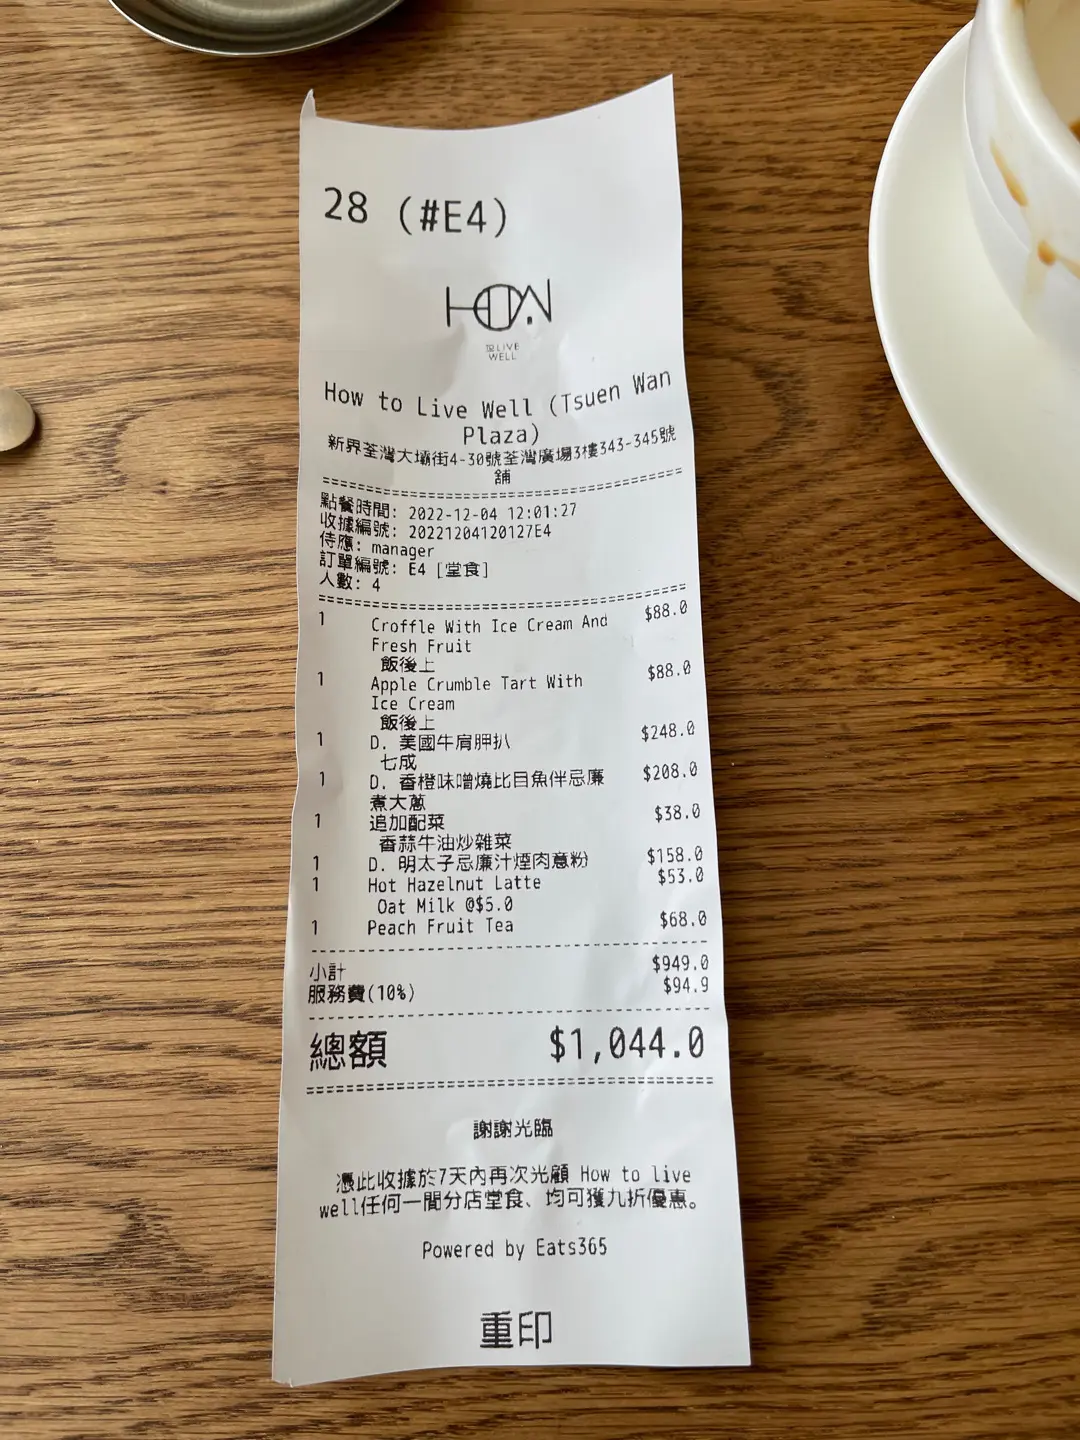 28 (#E4)
HOW
TO LIVE
WELL
How to Live Well (Tsuen Wan
Plaza)
新界荃灣大壩街4-30號荃灣廣場3樓343-345號
舖
點餐時間: 2022-12-04 12:01:27
收據編號: 20221204120127E4
侍應: manager
訂單編號: E4 [堂食]
人數: 4
1 Croffle With Ice Cream And $88.0
Fresh Fruit
飯後上
1 Apple Crumble Tart With $88.0
Ice Cream
飯後上
1 D. 美國牛肩胛扒 $248.0
七成
1 D. 香橙味噌燒比目魚伴忌廉 $208.0
煮大蔥
1 追加配菜 $38.0
香蒜牛油炒雜菜
1 D. 明太子忌廉汁煙肉意粉 $158.0
1 Hot Hazelnut Latte $53.0
Oat Milk @$5.0
1 Peach Fruit Tea $68.0
小計 $949.0
服務費(10%) $94.9
總額 $1,044.0
謝謝光臨
憑此收據於7天內再次光顧 How to live
well任何一間分店堂食、均可獲九折優惠。
Powered by Eats365
重印